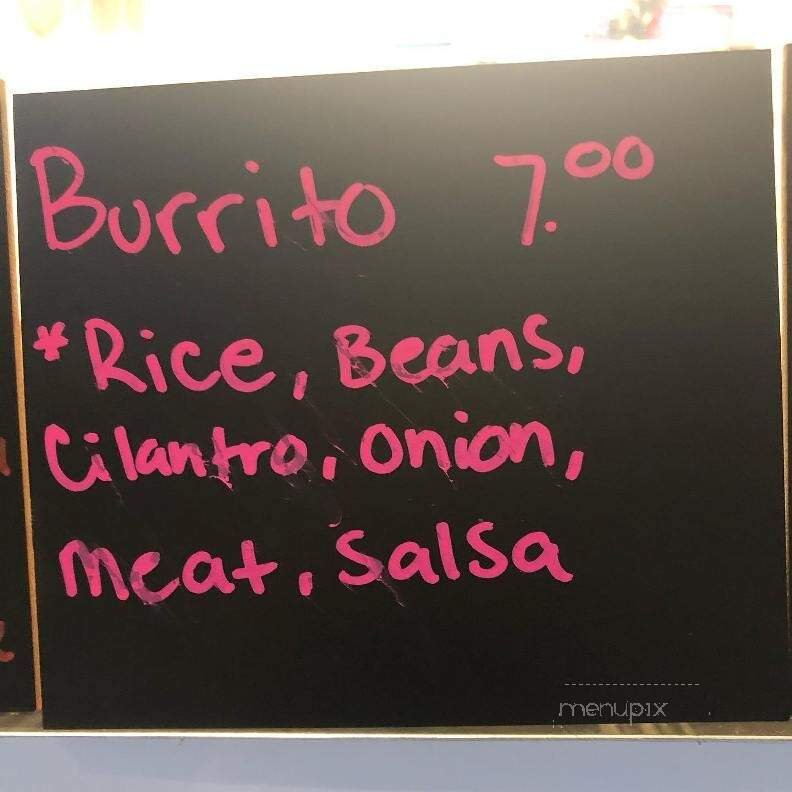 Burrito 7.00
*Rice, Beans,
Cilantro, Onion,
Meat, Salsa
menupix